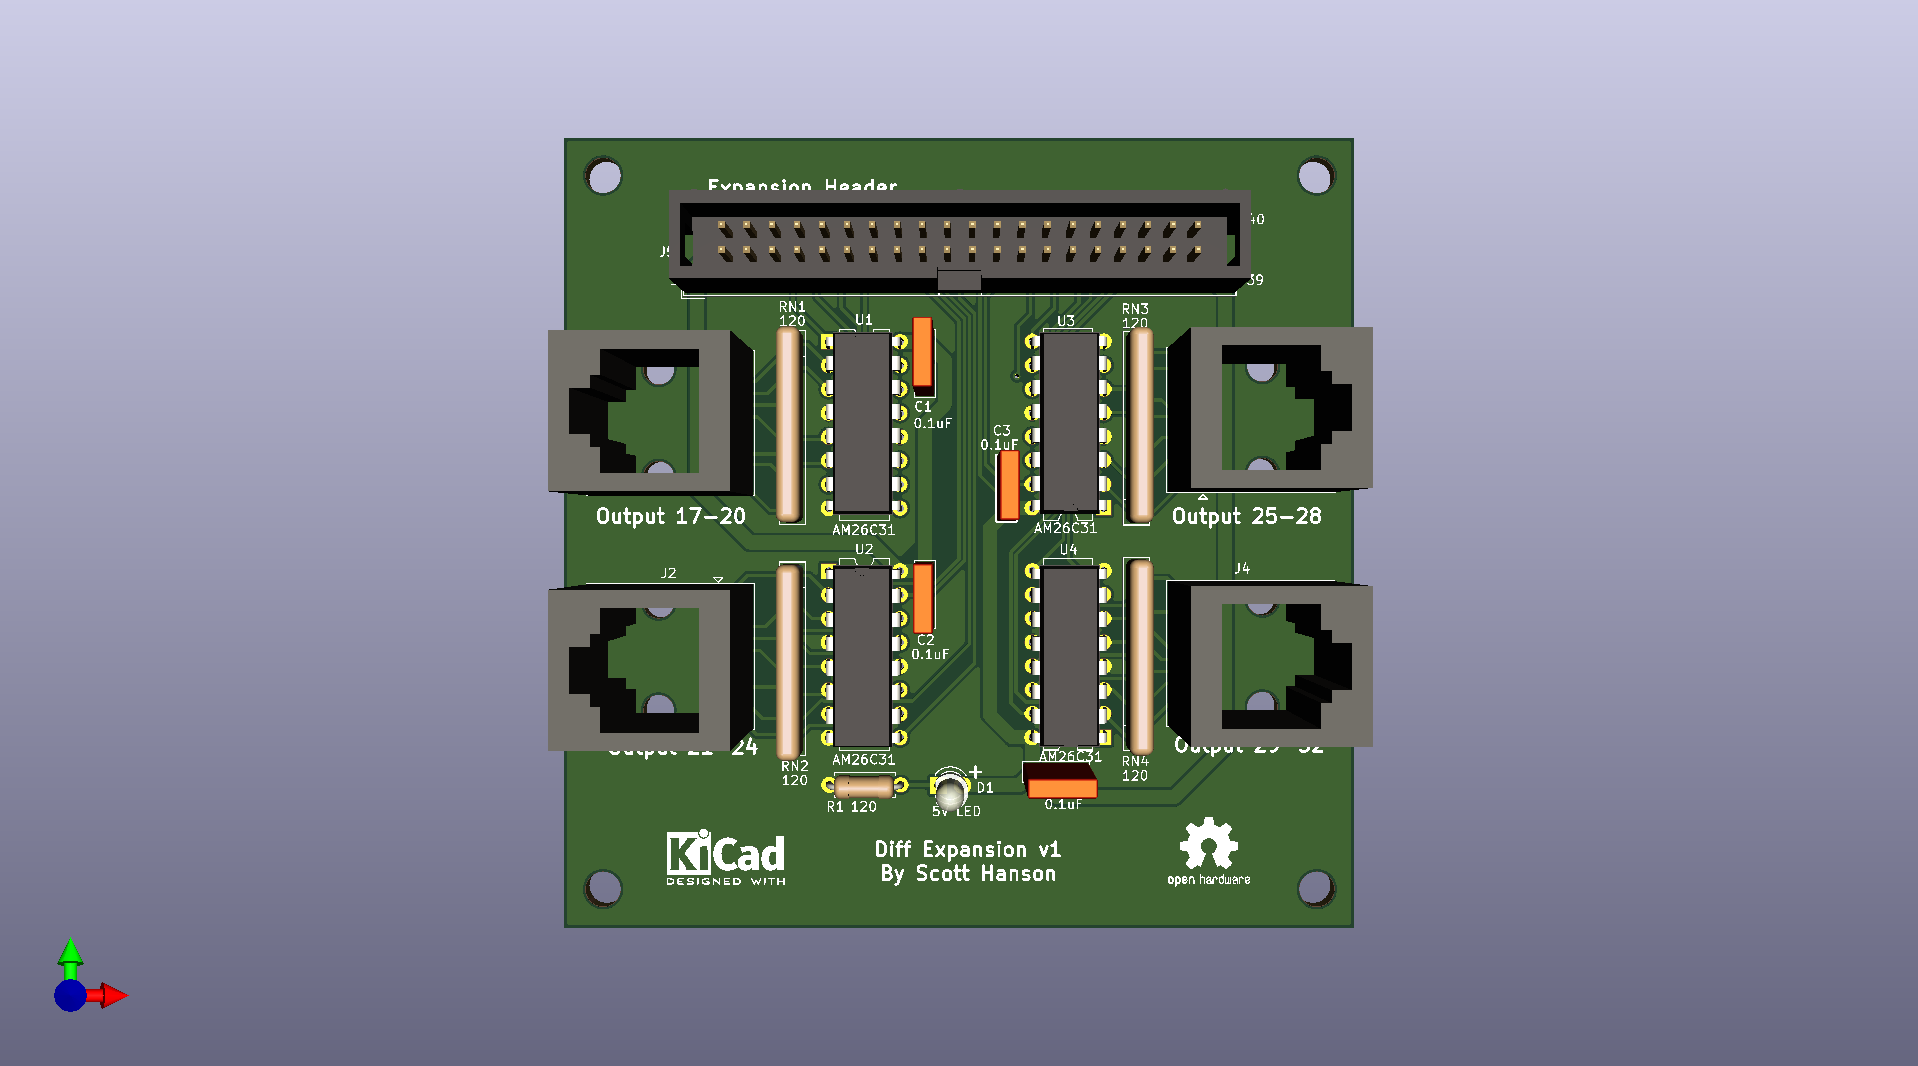 Expansion Header
40
39
RN1
120
U1
U3
RN3
120
C1
0.1uF
C3
0.1uF
Output 17-20
AM26C31
AM26C31
Output 25-28
J2
U2
U4
J4
C2
0.1uF
24
AM26C31
AM26C31
RN2
120
RN4
120
R1 120
+
D1
5V LED
0.1uF
KiCad
DESIGNED WITH
Diff Expansion v1
By Scott Hanson
open hardware